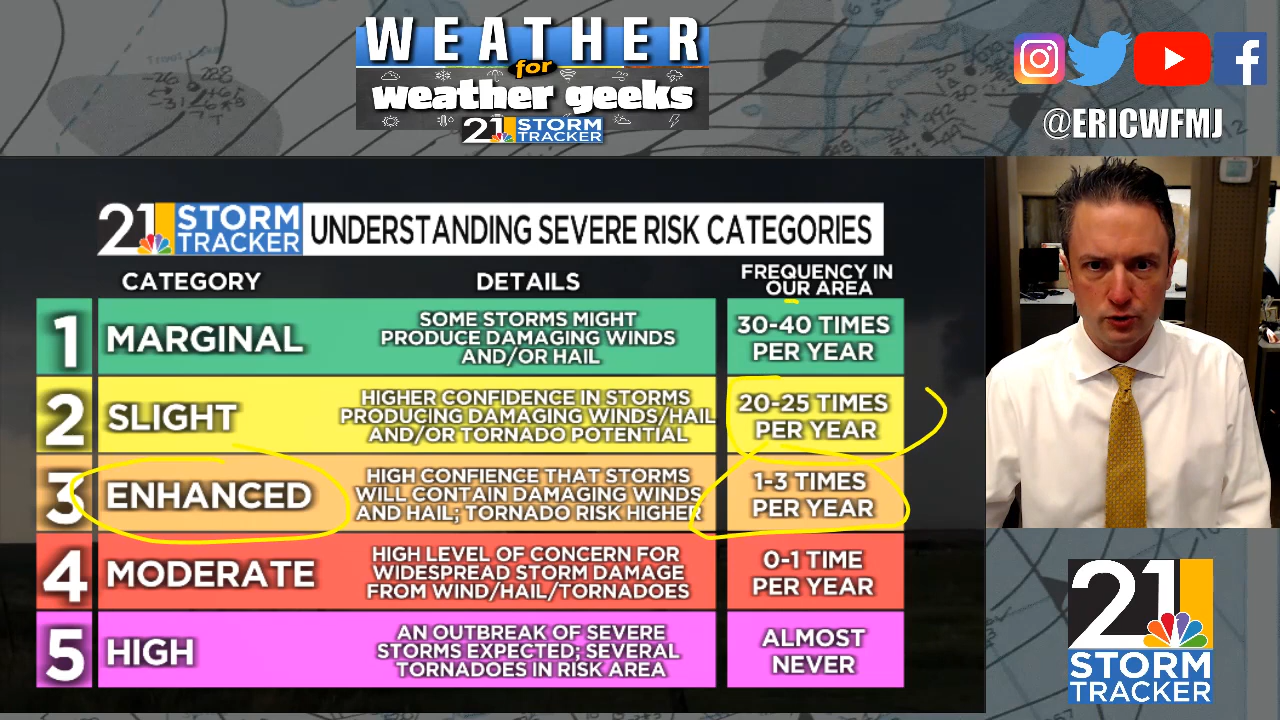 WEATHER
for
weather geeks
21 STORM
TRACKER
@ERICWFMJ
21 STORM
TRACKER
UNDERSTANDING SEVERE RISK CATEGORIES
CATEGORY
DETAILS
FREQUENCY IN
OUR AREA
1
MARGINAL
SOME STORMS MIGHT
PRODUCE DAMAGING WINDS
AND/OR HAIL
30-40 TIMES
PER YEAR
2
SLIGHT
HIGHER CONFIDENCE IN STORMS
PRODUCING DAMAGING WINDS/HAIL
AND/OR TORNADO POTENTIAL
20-25 TIMES
PER YEAR
3
ENHANCED
HIGH CONFIENCE THAT STORMS
WILL CONTAIN DAMAGING WINDS
AND HAIL; TORNADO RISK HIGHER
1-3 TIMES
PER YEAR
4
MODERATE
HIGH LEVEL OF CONCERN FOR
WIDESPREAD STORM DAMAGE
FROM WIND/HAIL/TORNADOES
0-1 TIME
PER YEAR
5
HIGH
AN OUTBREAK OF SEVERE
STORMS EXPECTED; SEVERAL
TORNADOES IN RISK AREA
ALMOST
NEVER
21
STORM
TRACKER